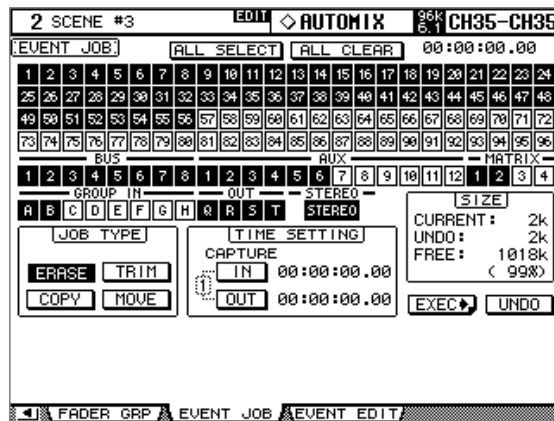 2 SCENE #3 EDIT ◇AUTOMIX 96k 6.1 CH35-CH35
EVENT JOB ALL SELECT ALL CLEAR 00:00:00.00
1 2 3 4 5 6 7 8 9 10 11 12 13 14 15 16 17 18 19 20 21 22 23 24
25 26 27 28 29 30 31 32 33 34 35 36 37 38 39 40 41 42 43 44 45 46 47 48
49 50 51 52 53 54 55 56 57 58 59 60 61 62 63 64 65 66 67 68 69 70 71 72
73 74 75 76 77 78 79 80 81 82 83 84 85 86 87 88 89 90 91 92 93 94 95 96
BUS AUX MATRIX
1 2 3 4 5 6 7 8 1 2 3 4 5 6 7 8 9 10 11 12 1 2 3 4
GROUP IN OUT STEREO
A B C D E F G H Q R S T STEREO
SIZE
CURRENT: 2k
UNDO: 2k
FREE: 1018k
( 99%)
JOB TYPE
ERASE TRIM
COPY MOVE
TIME SETTING
CAPTURE
1
IN 00:00:00.00
OUT 00:00:00.00
EXEC UNDO
FADER GRP EVENT JOB EVENT EDIT